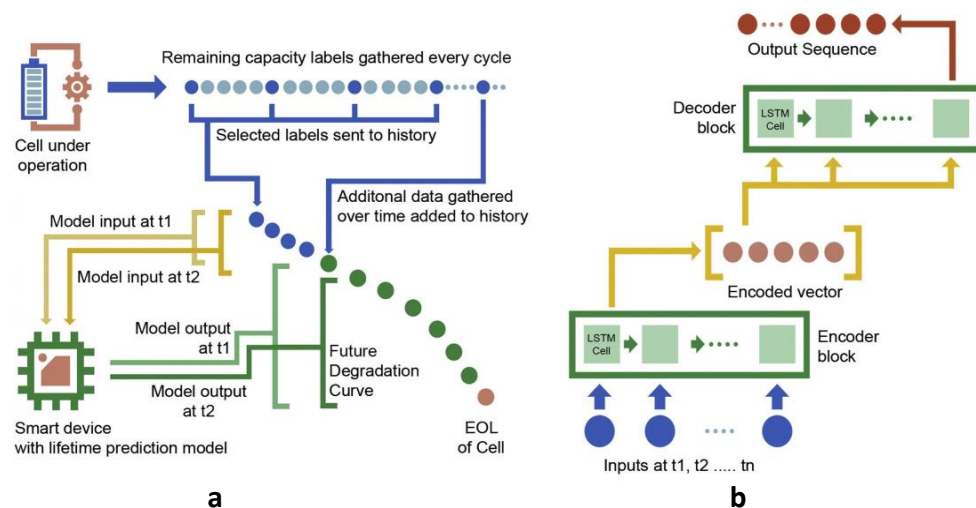 Remaining capacity labels gathered every cycle
Selected labels sent to history
Cell under
operation
Additonal data gathered
over time added to history
Model input at t1
Model input at t2
Model output
at t1
Model output
at t2
Future
Degradation
Curve
Smart device
with lifetime prediction model
EOL
of Cell
a
Output Sequence
Decoder
block
LSTM
Cell
Encoded vector
LSTM
Cell
Encoder
block
Inputs at t1, t2 ..... tn
b